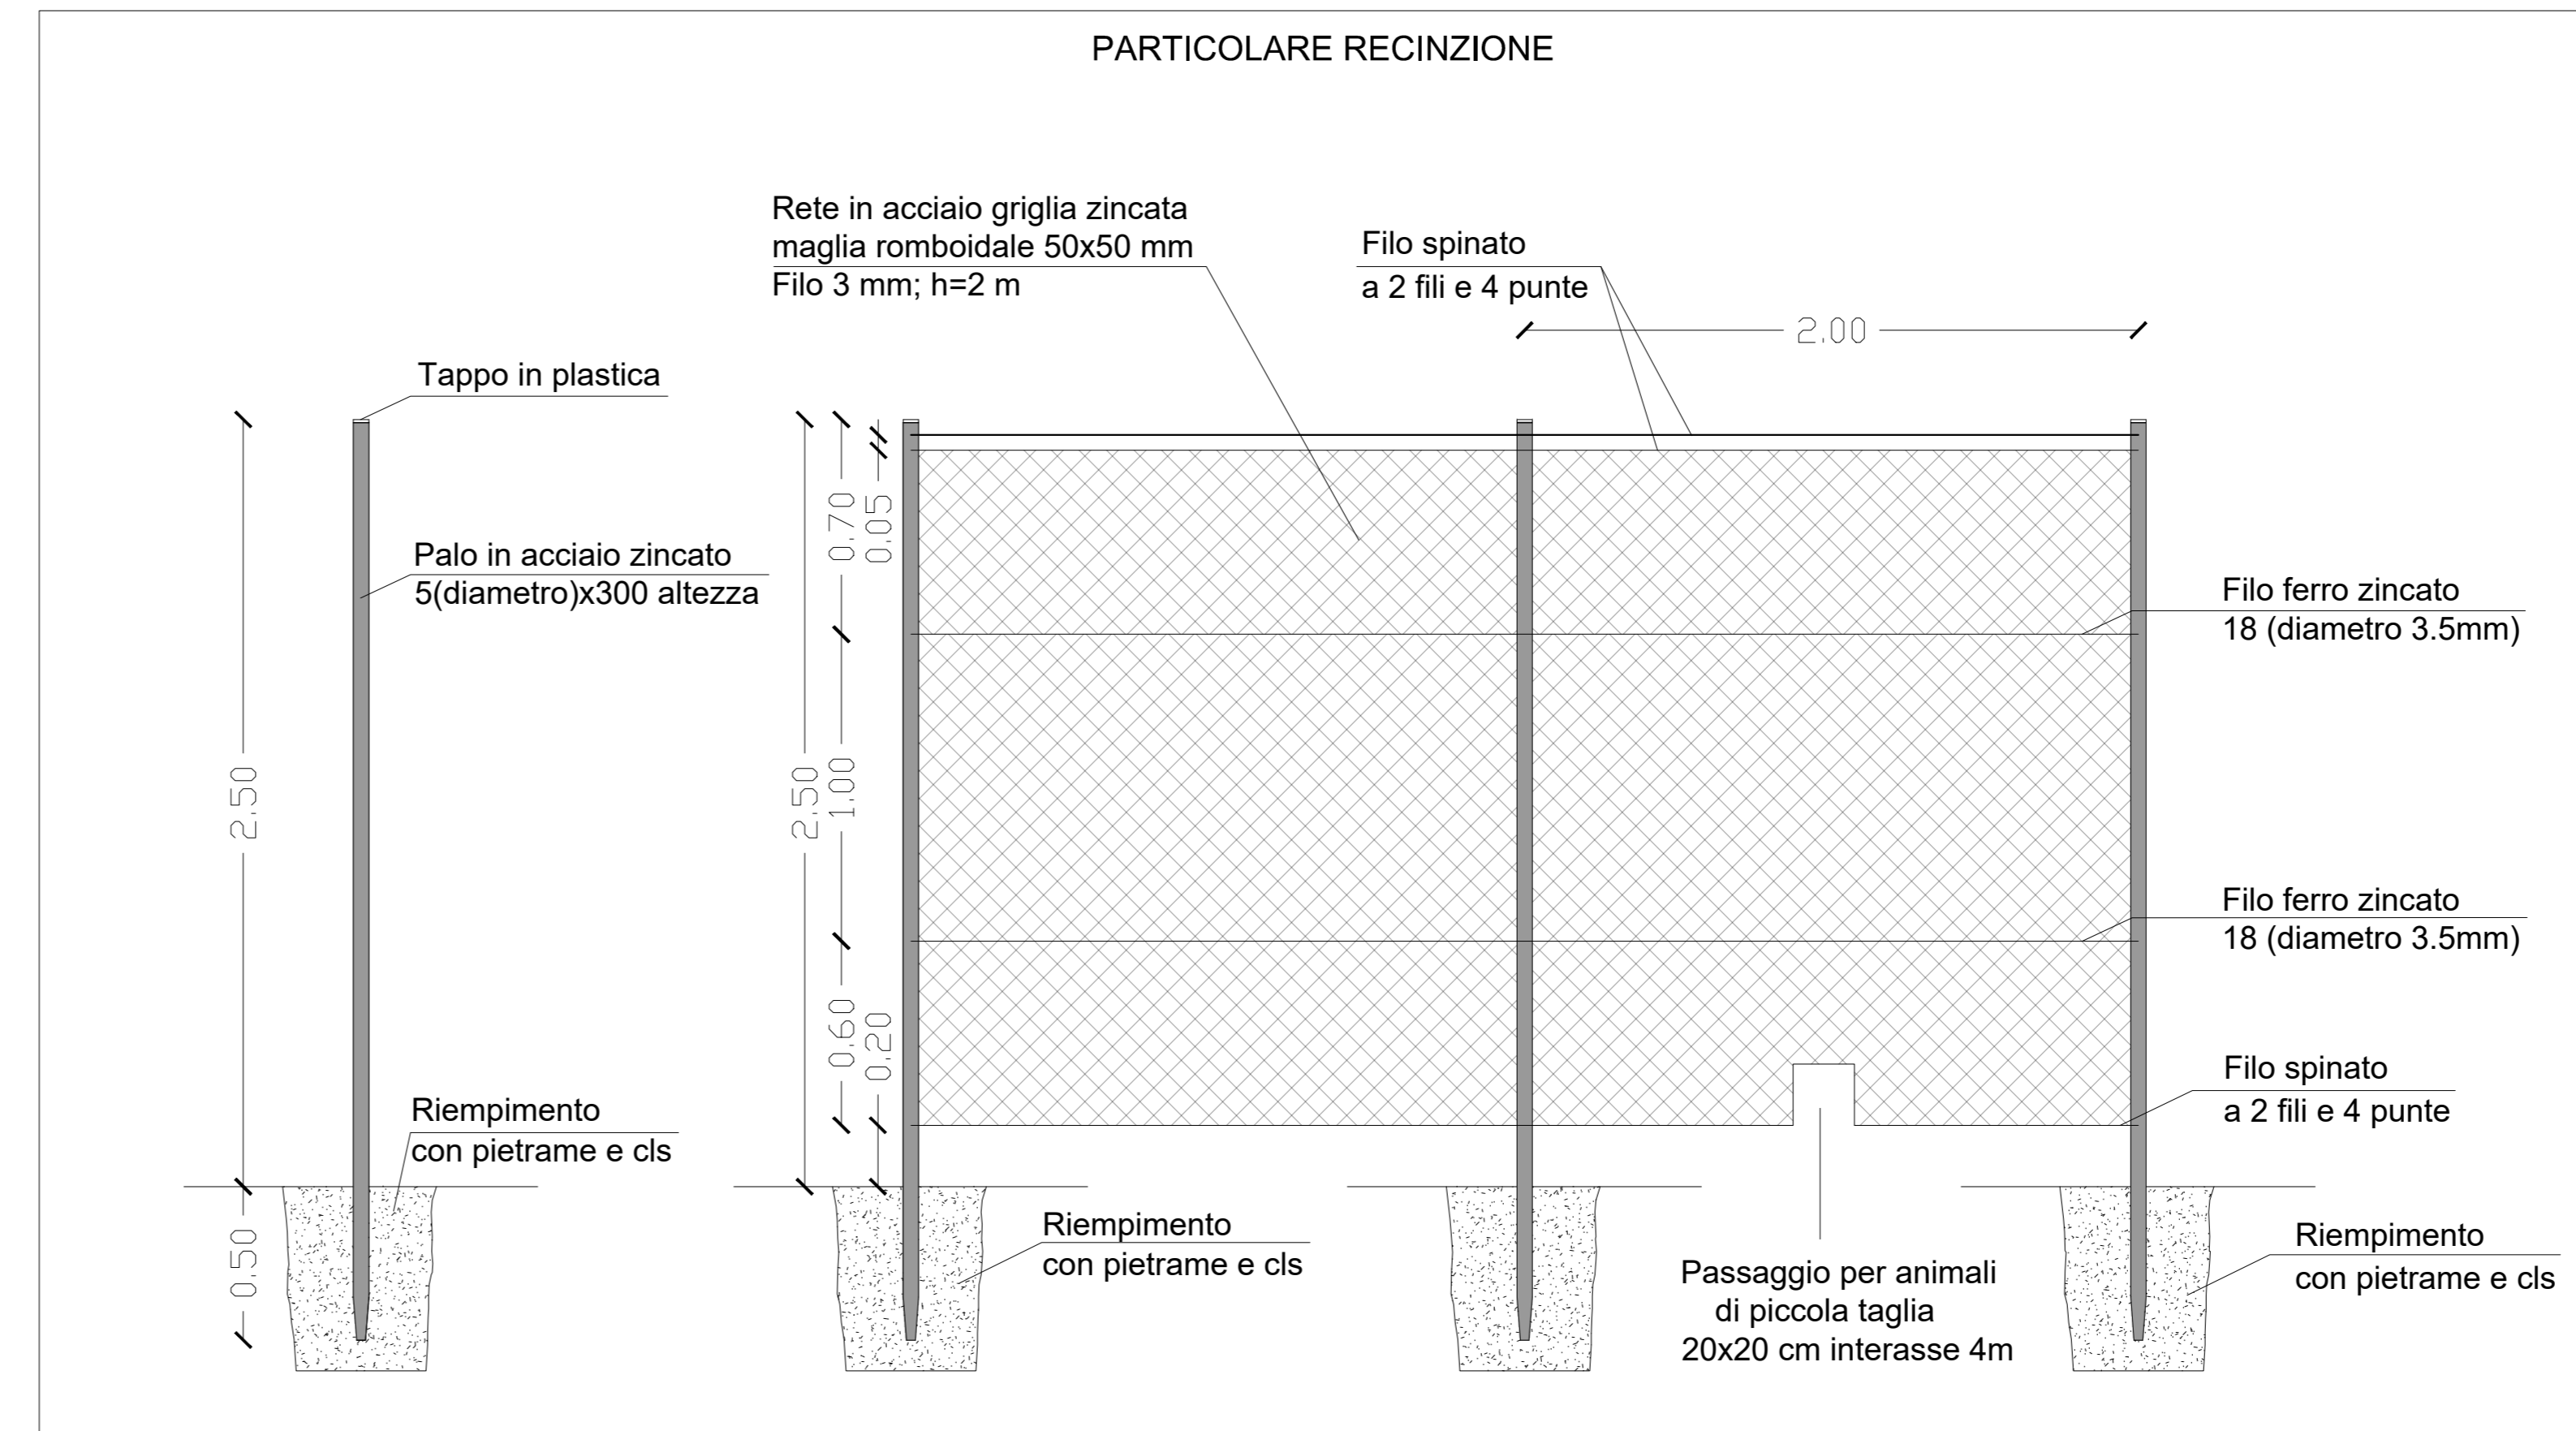 PARTICOLARE RECINZIONE
Rete in acciaio griglia zincata
maglia romboidale 50x50 mm
Filo 3 mm; h=2 m
Filo spinato
a 2 fili e 4 punte
2.00
Tappo in plastica
Palo in acciaio zincato
5(diametro)x300 altezza
2.50
0.50
Riempimento
con pietrame e cls
2.50
0.70
1.00
0.60
0.05
0.20
Filo ferro zincato
18 (diametro 3.5mm)
Filo ferro zincato
18 (diametro 3.5mm)
Filo spinato
a 2 fili e 4 punte
Riempimento
con pietrame e cls
Passaggio per animali
di piccola taglia
20x20 cm interasse 4m
Riempimento
con pietrame e cls